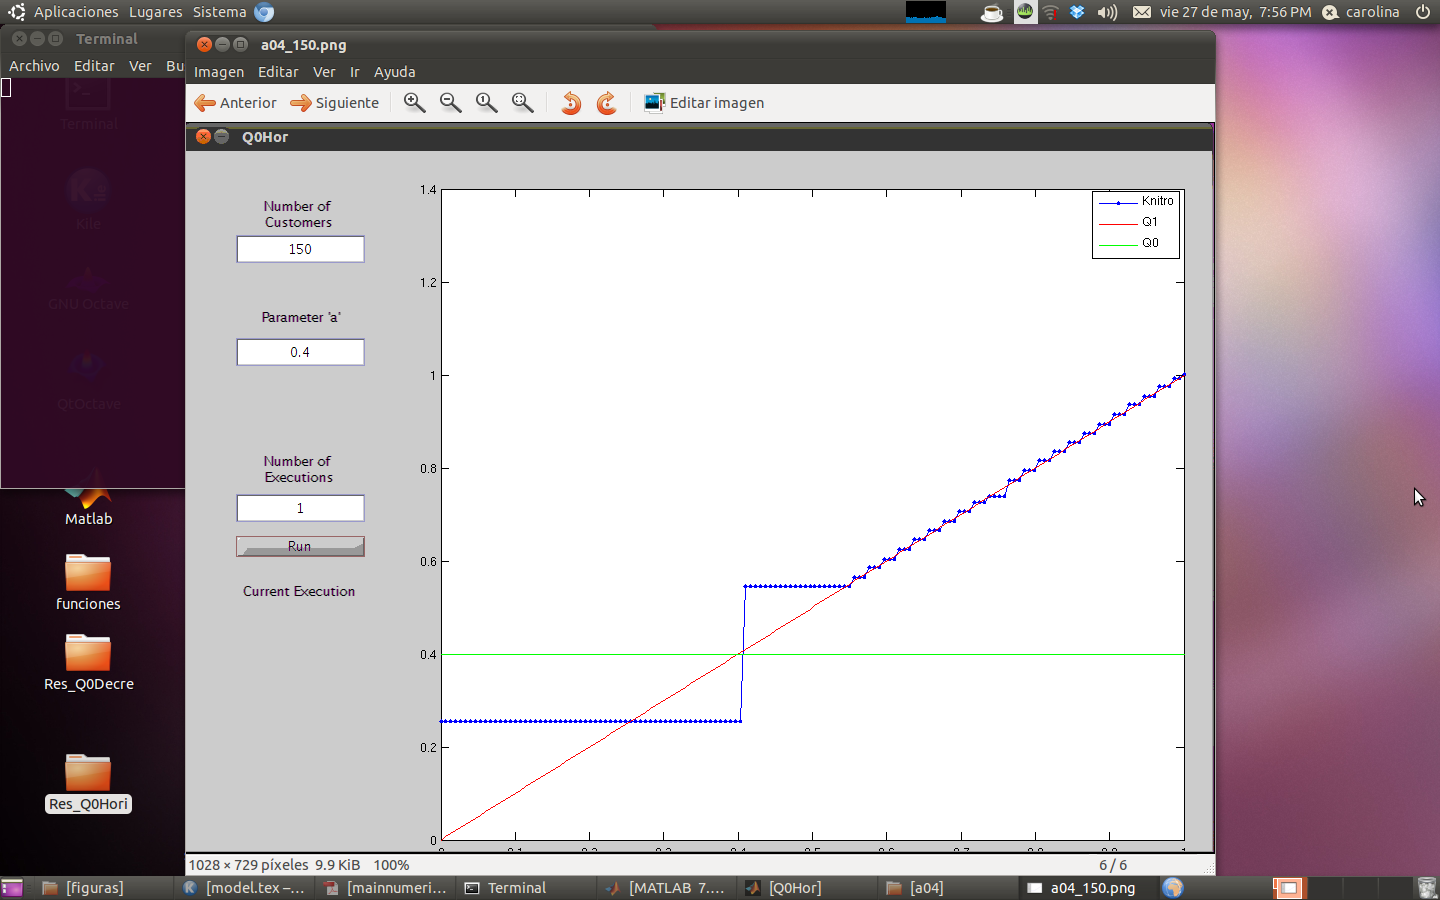 Aplicaciones Lugares Sistema
vie 27 de may, 7:56 PM
carolina
Terminal
Archivo Editar Ver Bu
Terminal
Kile
GNU Octave
QtOctave
Matlab
funciones
Res_Q0Decre
Res_Q0Hori
a04_150.png
Imagen Editar Ver Ir Ayuda
Anterior Siguiente Editar imagen
Q0Hor
Number of
Customers
150
Parameter 'a'
0.4
Number of
Executions
1
Run
Current Execution
1.4
1.2
1
0.8
0.6
0.4
0.2
0
Knitro
Q1
Q0
1028 × 729 píxeles 9.9 KiB 100%
6 / 6
[figuras]
[model.tex –...
[mainnumeri...
Terminal
[MATLAB 7....
[Q0Hor]
[a04]
a04_150.png